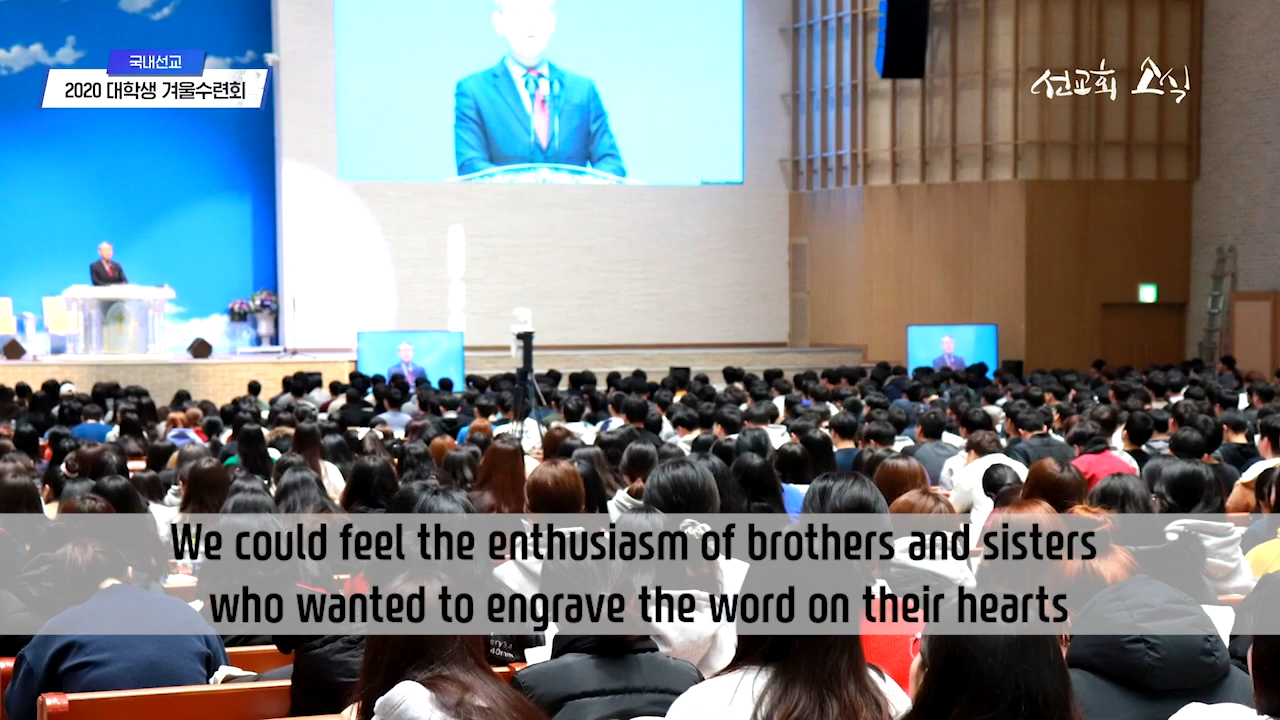 국내선교
2020 대학생 겨울수련회
선교회 소식
We could feel the enthusiasm of brothers and sisters
who wanted to engrave the word on their hearts